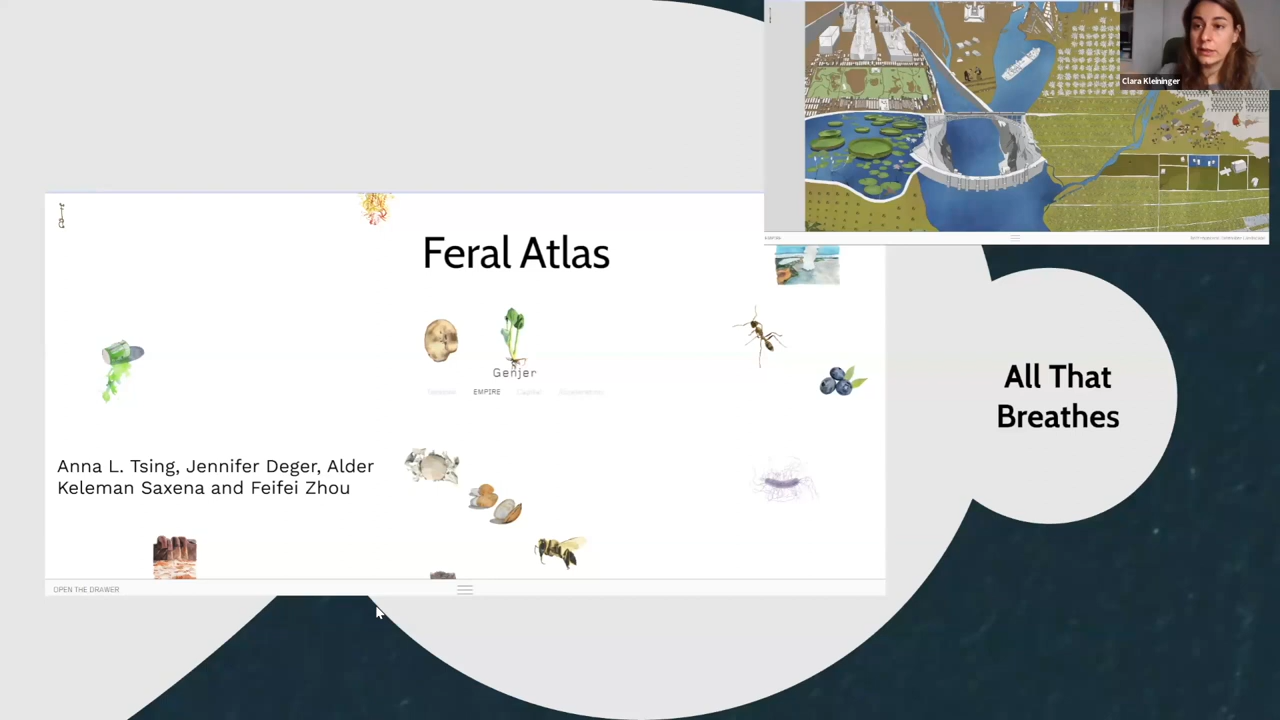 Clara Kleininger
Feral Atlas
Genjer
EMPIRE
All That
Breathes
Anna L. Tsing, Jennifer Deger, Alder
Keleman Saxena and Feifei Zhou
OPEN THE DRAWER